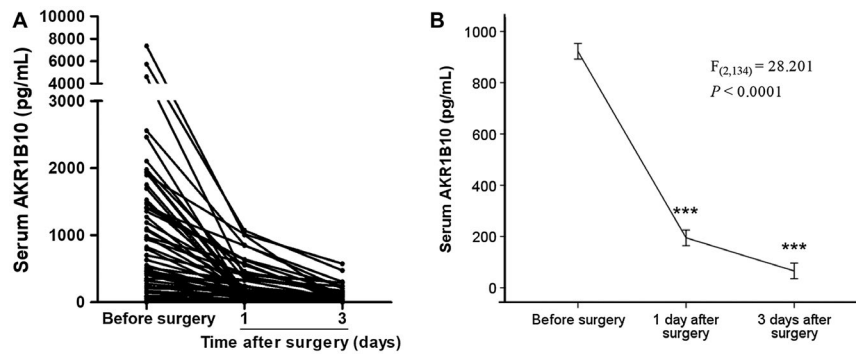 A
Serum AKR1B10 (pg/mL)
10000
8000
6000
4000
3000
2000
1000
0
Before surgery 1 3
Time after surgery (days)
B
Serum AKR1B10 (pg/mL)
1000
800
600
400
200
0
F(2,134) = 28.201
P < 0.0001
***
***
Before surgery
1 day after
surgery
3 days after
surgery